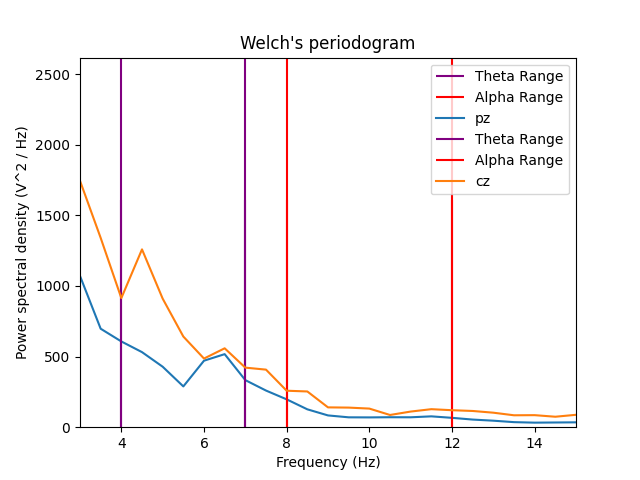 Welch's periodogram
Power spectral density (V^2 / Hz)
2500
2000
1500
1000
500
0
4
6
8
10
12
14
Frequency (Hz)
Theta Range
Alpha Range
pz
Theta Range
Alpha Range
cz